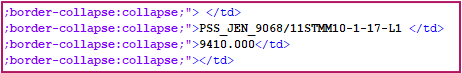 ;border-collapse:collapse;"> </td>
;border-collapse:collapse;">PSS_JEN_9068/11STMM10-1-17-L1 </td>
;border-collapse:collapse;">9410.000</td>
;border-collapse:collapse;"></td>